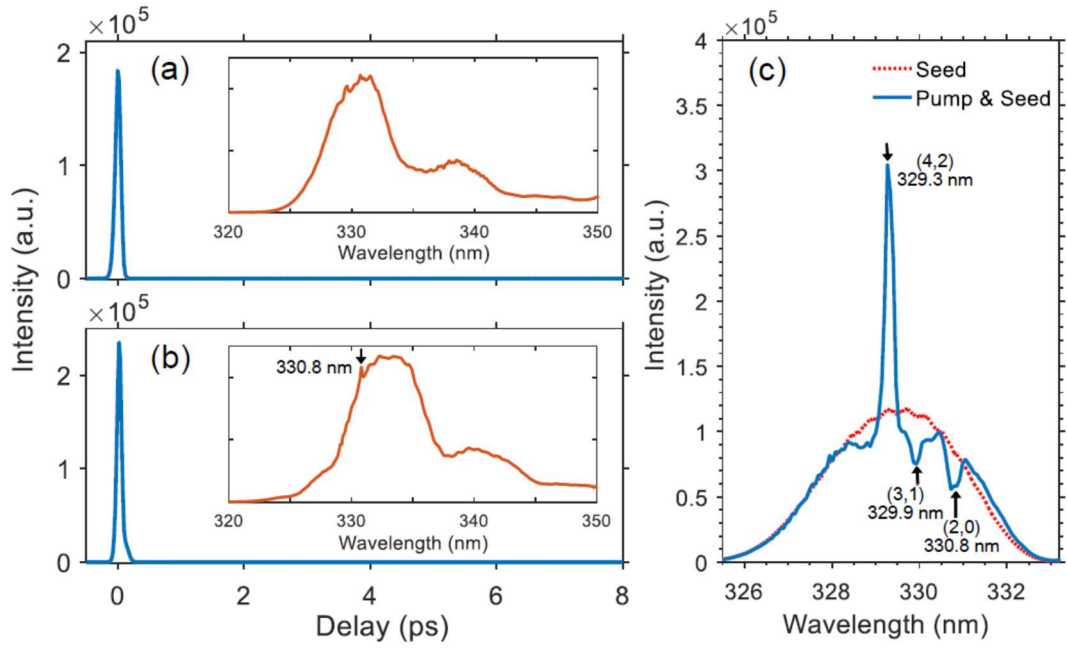 ×10⁵
2
1
0
(a)
320
330
340
350
Wavelength (nm)
Intensity (a.u.)
×10⁵
2
1
0
(b)
330.8 nm
320
330
340
350
Wavelength (nm)
0
2
4
6
8
Delay (ps)
×10⁵
4
3.5
3
2.5
2
1.5
1
0.5
0
Intensity (a.u.)
(c)
Seed
Pump & Seed
(4,2)
329.3 nm
(3,1)
329.9 nm
(2,0)
330.8 nm
326
328
330
332
Wavelength (nm)